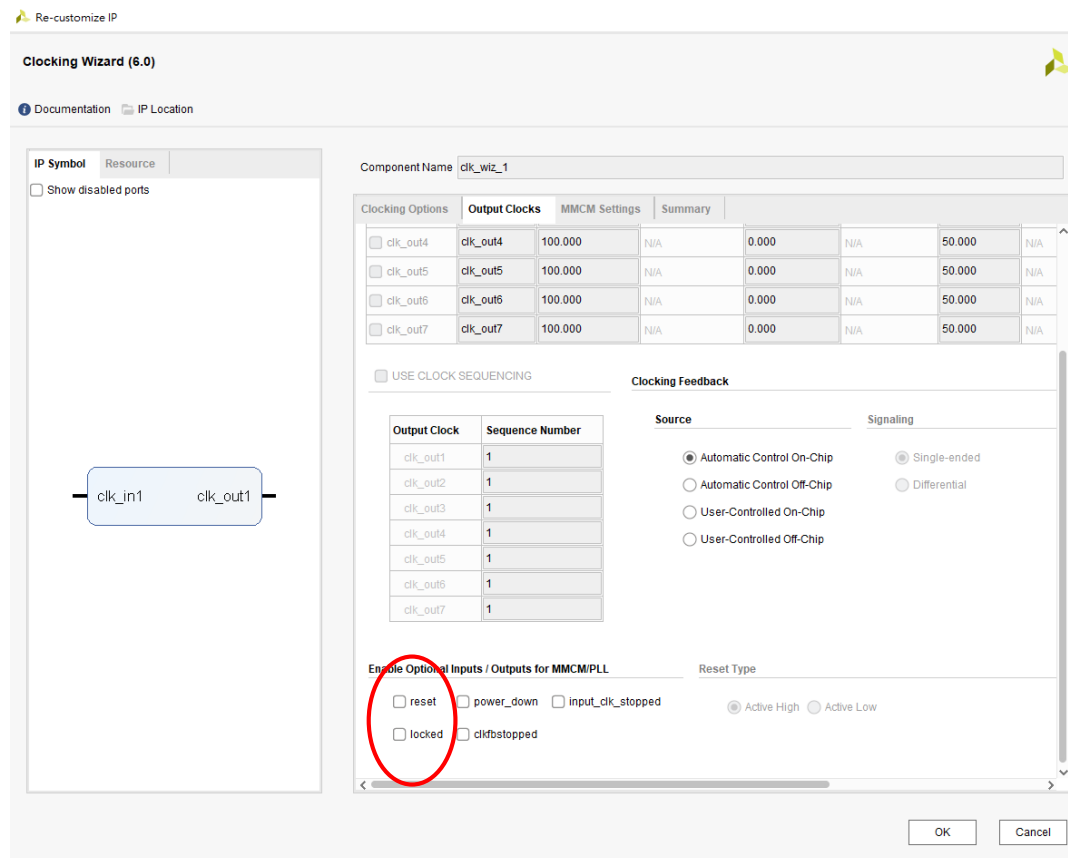 Re-customize IP
Clocking Wizard (6.0)
Documentation IP Location
IP Symbol Resource
Show disabled ports
clk_in1 clk_out1
Component Name clk_wiz_1
Clocking Options Output Clocks MMCM Settings Summary
clk_out4 clk_out4 100.000 N/A 0.000 N/A 50.000 N/A
clk_out5 clk_out5 100.000 N/A 0.000 N/A 50.000 N/A
clk_out6 clk_out6 100.000 N/A 0.000 N/A 50.000 N/A
clk_out7 clk_out7 100.000 N/A 0.000 N/A 50.000 N/A
USE CLOCK SEQUENCING
Output Clock Sequence Number
clk_out1 1
clk_out2 1
clk_out3 1
clk_out4 1
clk_out5 1
clk_out6 1
clk_out7 1
Clocking Feedback
Source
Automatic Control On-Chip
Automatic Control Off-Chip
User-Controlled On-Chip
User-Controlled Off-Chip
Signaling
Single-ended
Differential
Enable Optional Inputs / Outputs for MMCM/PLL
reset power_down input_clk_stopped
locked clkfbstopped
Reset Type
Active High Active Low
OK Cancel